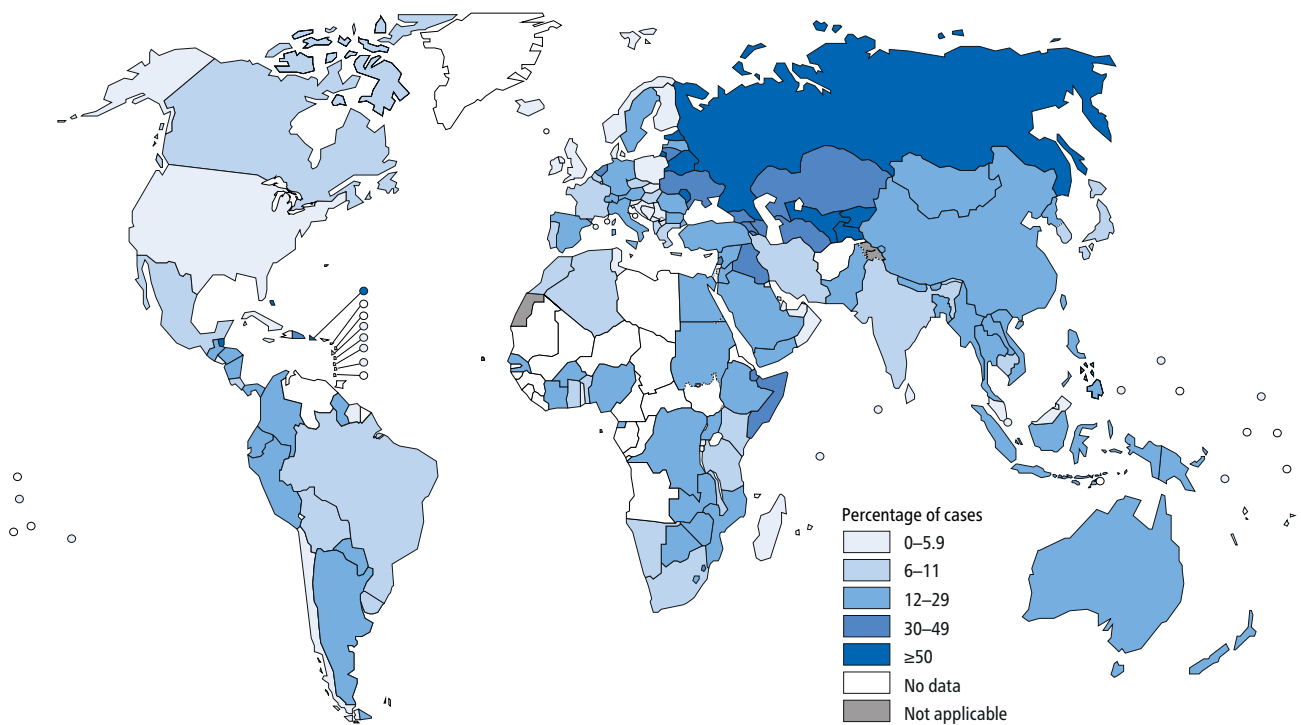 Percentage of cases
0–5.9
6–11
12–29
30–49
≥50
No data
Not applicable